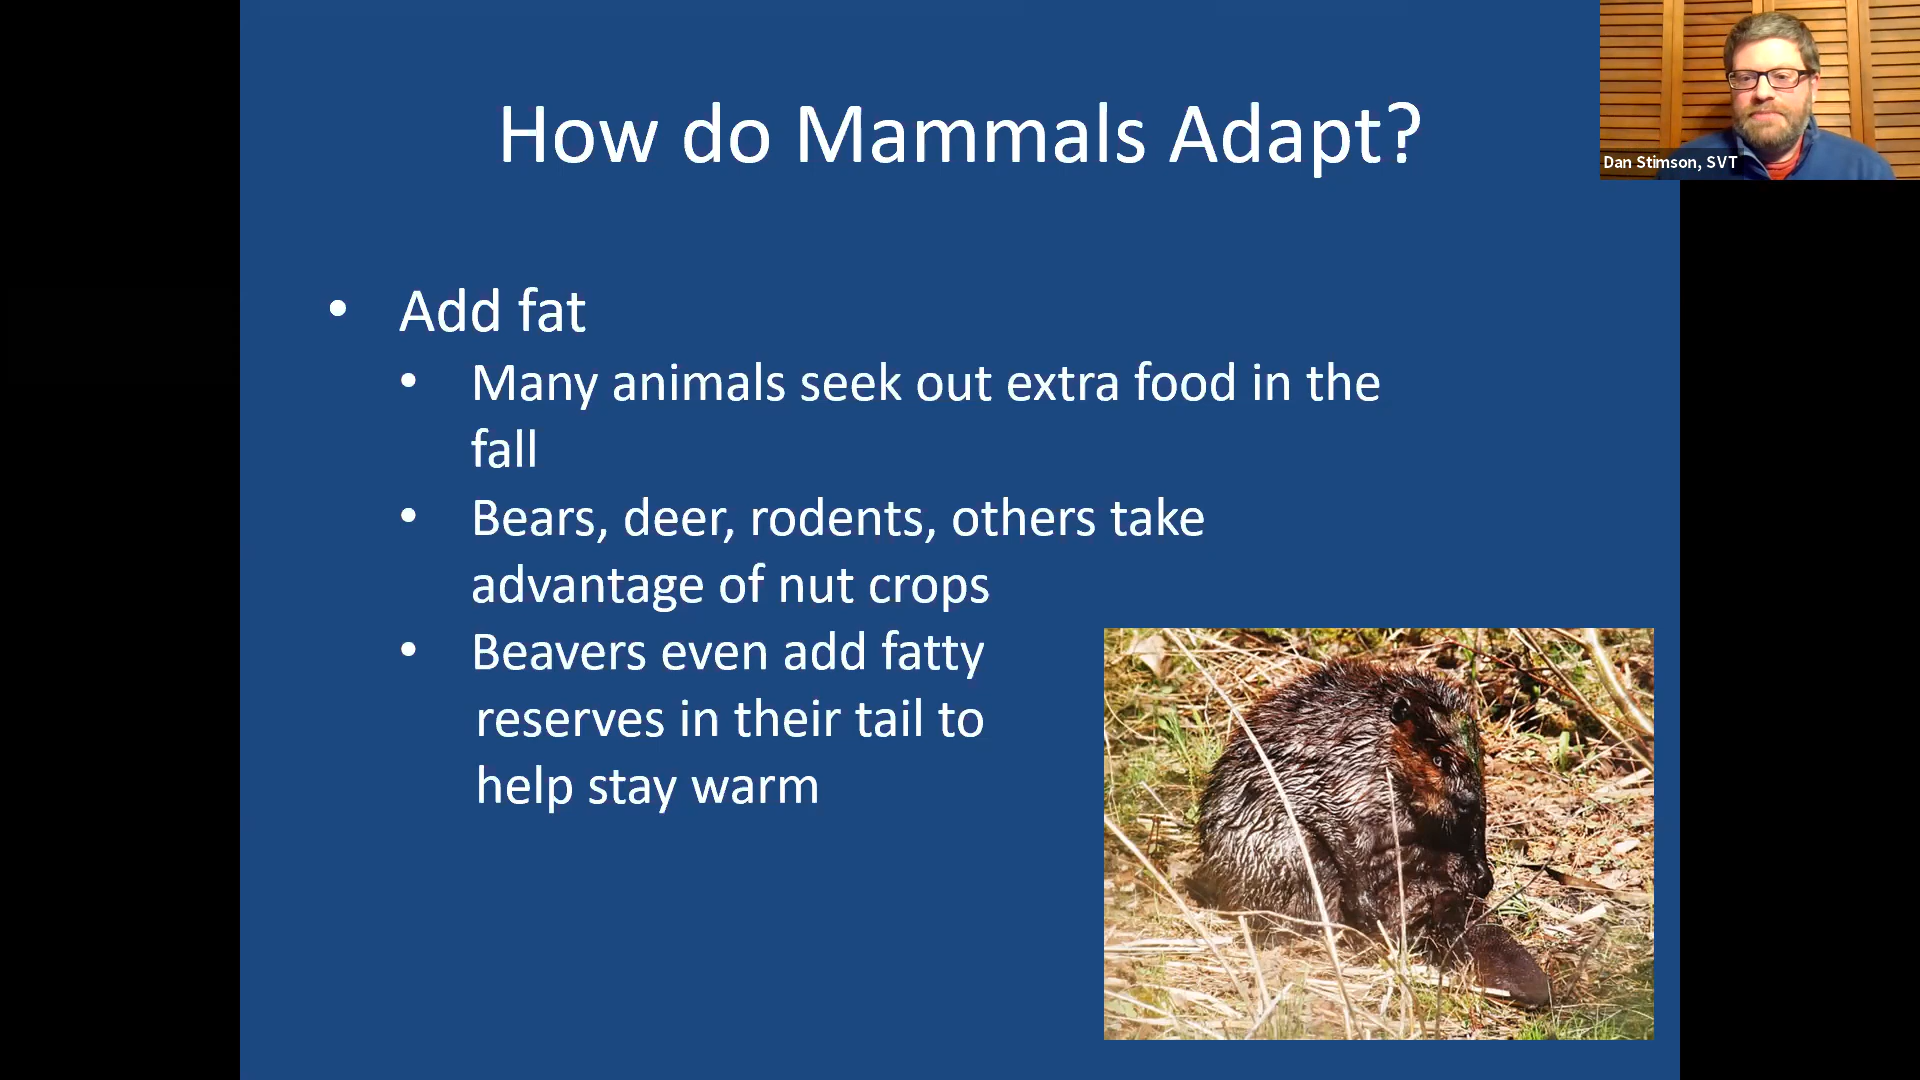 How do Mammals Adapt?
Dan Stimson, SVT
• Add fat
• Many animals seek out extra food in the
fall
• Bears, deer, rodents, others take
advantage of nut crops
• Beavers even add fatty
reserves in their tail to
help stay warm